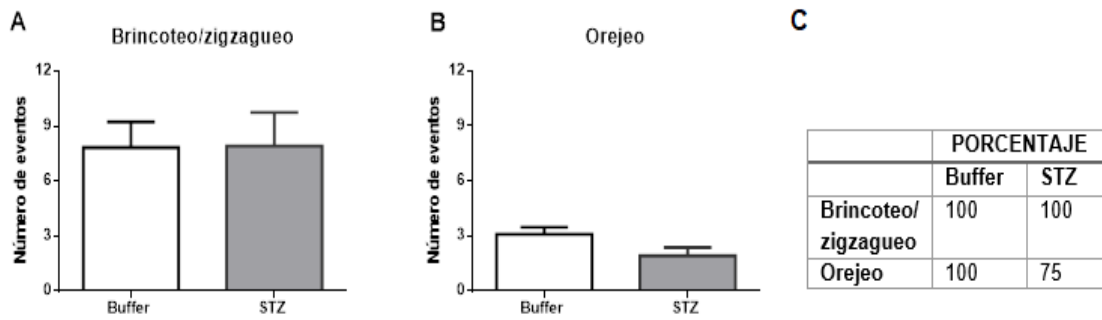 A
Brincoteo/zigzagueo
Número de eventos
12
9
6
3
0
Buffer
STZ
B
Orejeo
Número de eventos
12
9
6
3
0
Buffer
STZ
C
PORCENTAJE
Buffer STZ
Brincoteo/ 100 100
zigzagueo
Orejeo 100 75